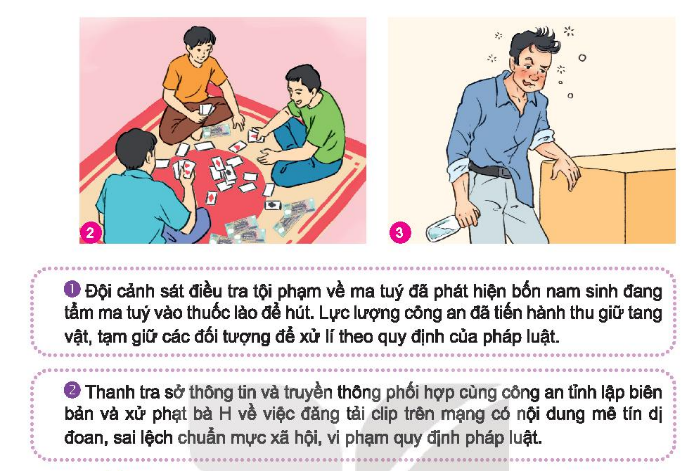 2
3
1 Đội cảnh sát điều tra tội phạm về ma tuý đã phát hiện bốn nam sinh đang
tẩm ma tuý vào thuốc lào để hút. Lực lượng công an đã tiến hành thu giữ tang
vật, tạm giữ các đối tượng để xử lí theo quy định của pháp luật.
2 Thanh tra sở thông tin và truyền thông phối hợp cùng công an tỉnh lập biên
bản và xử phạt bà H về việc đăng tải clip trên mạng có nội dung mê tín dị
đoan, sai lệch chuẩn mực xã hội, vi phạm quy định pháp luật.